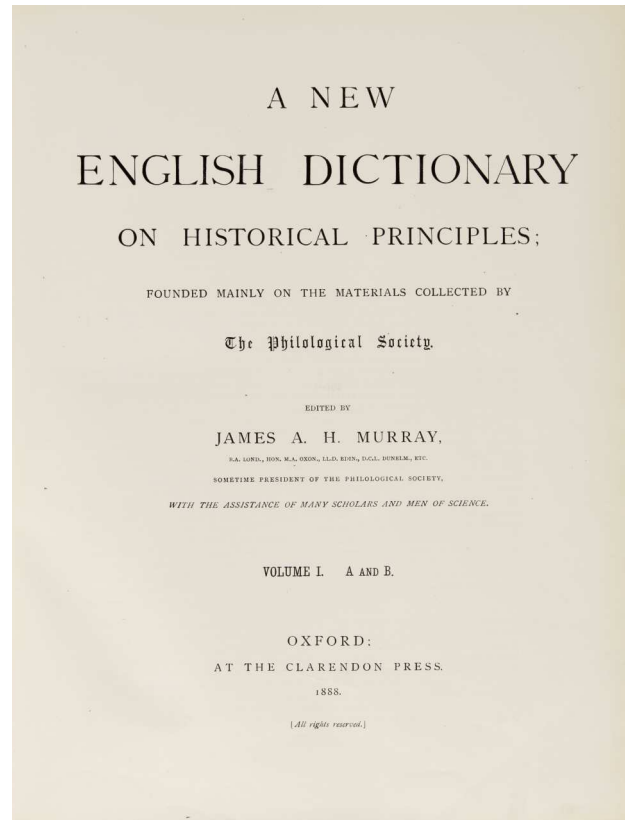 A NEW
ENGLISH DICTIONARY
ON HISTORICAL PRINCIPLES;
FOUNDED MAINLY ON THE MATERIALS COLLECTED BY
The Philological Society.
EDITED BY
JAMES A. H. MURRAY,
B.A. LOND., HON. M.A. OXON., LL.D. EDIN., D.C.L. DUNELM., ETC.
SOMETIME PRESIDENT OF THE PHILOLOGICAL SOCIETY,
WITH THE ASSISTANCE OF MANY SCHOLARS AND MEN OF SCIENCE.
VOLUME I. A AND B.
OXFORD:
AT THE CLARENDON PRESS.
1888.
[All rights reserved.]